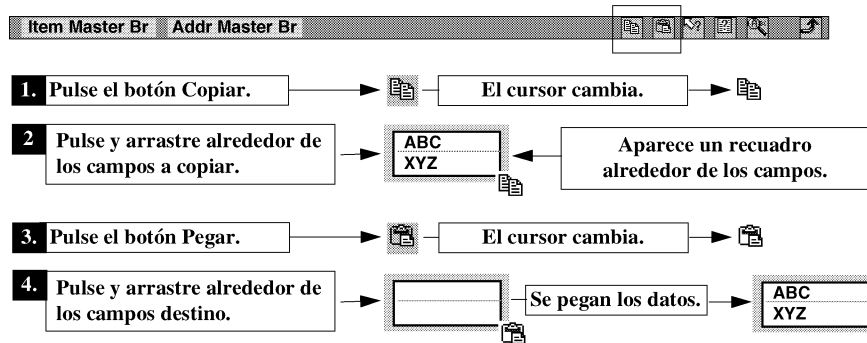 Item Master Br Addr Master Br
1. Pulse el botón Copiar. El cursor cambia.
2 Pulse y arrastre alrededor de
los campos a copiar.
ABC
XYZ
Aparece un recuadro
alrededor de los campos.
3. Pulse el botón Pegar. El cursor cambia.
4. Pulse y arrastre alrededor de
los campos destino.
Se pegan los datos.
ABC
XYZ